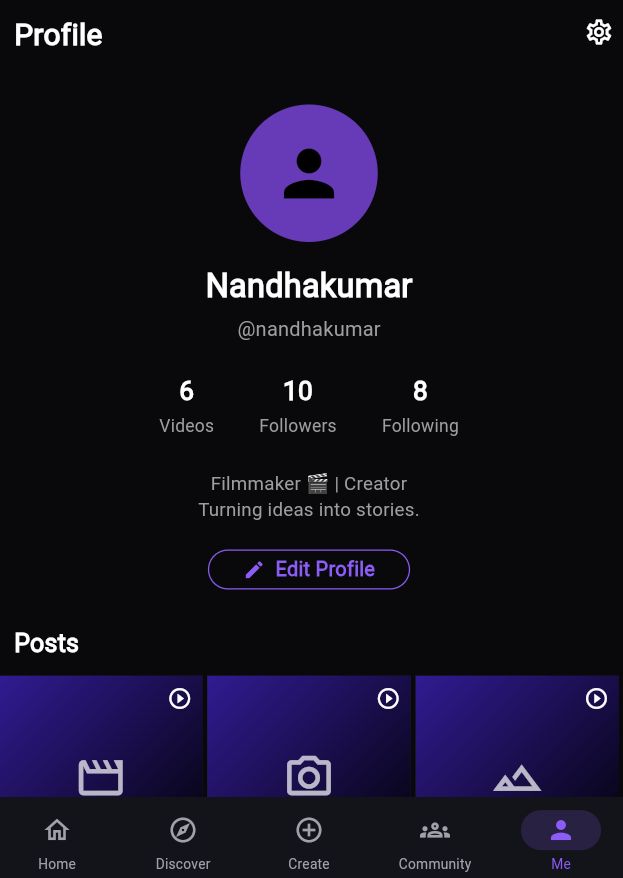 Profile
Nandhakumar
@nandhakumar
6 10 8
Videos Followers Following
Filmmaker 🎬 | Creator
Turning ideas into stories.
Edit Profile
Posts
Home Discover Create Community Me